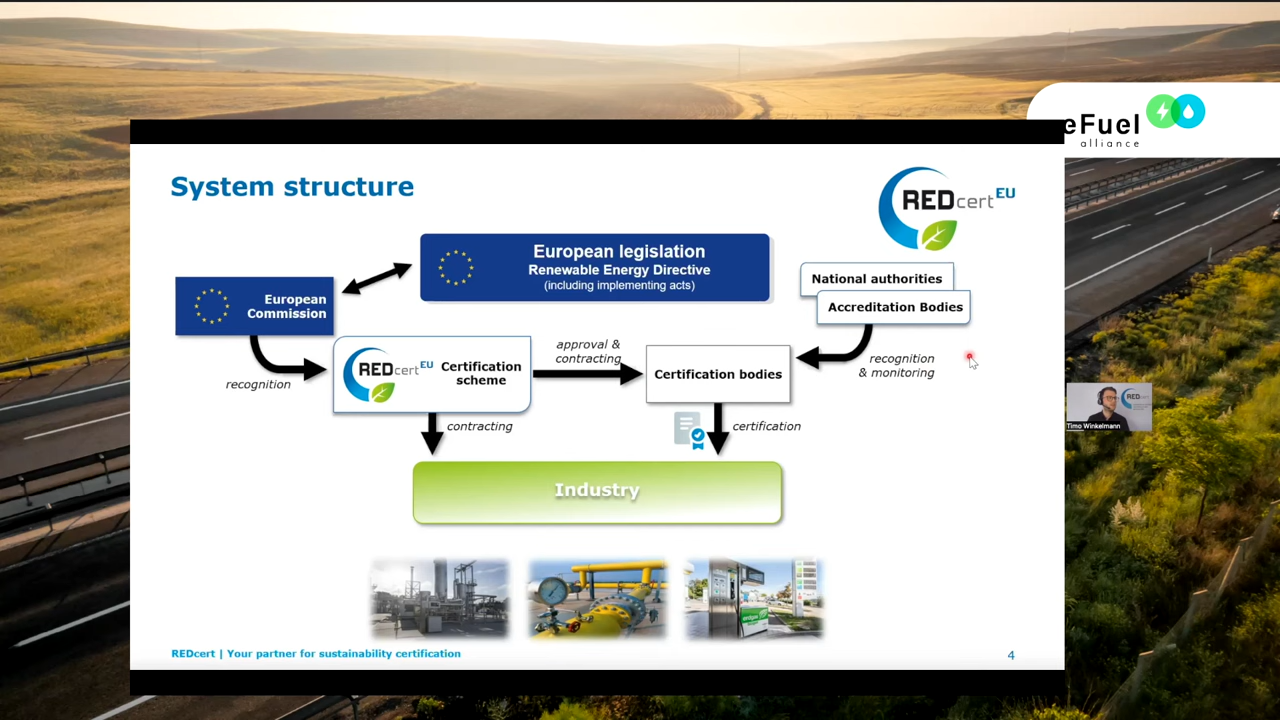 eFuel
alliance
System structure
REDcert EU
European legislation
Renewable Energy Directive
(including implementing acts)
National authorities
Accreditation Bodies
European
Commission
approval &
contracting
recognition
& monitoring
REDcert EU
Certification
scheme
Certification bodies
recognition
contracting
certification
RED
Timo Winkelmann
Industry
REDcert | Your partner for sustainability certification
4